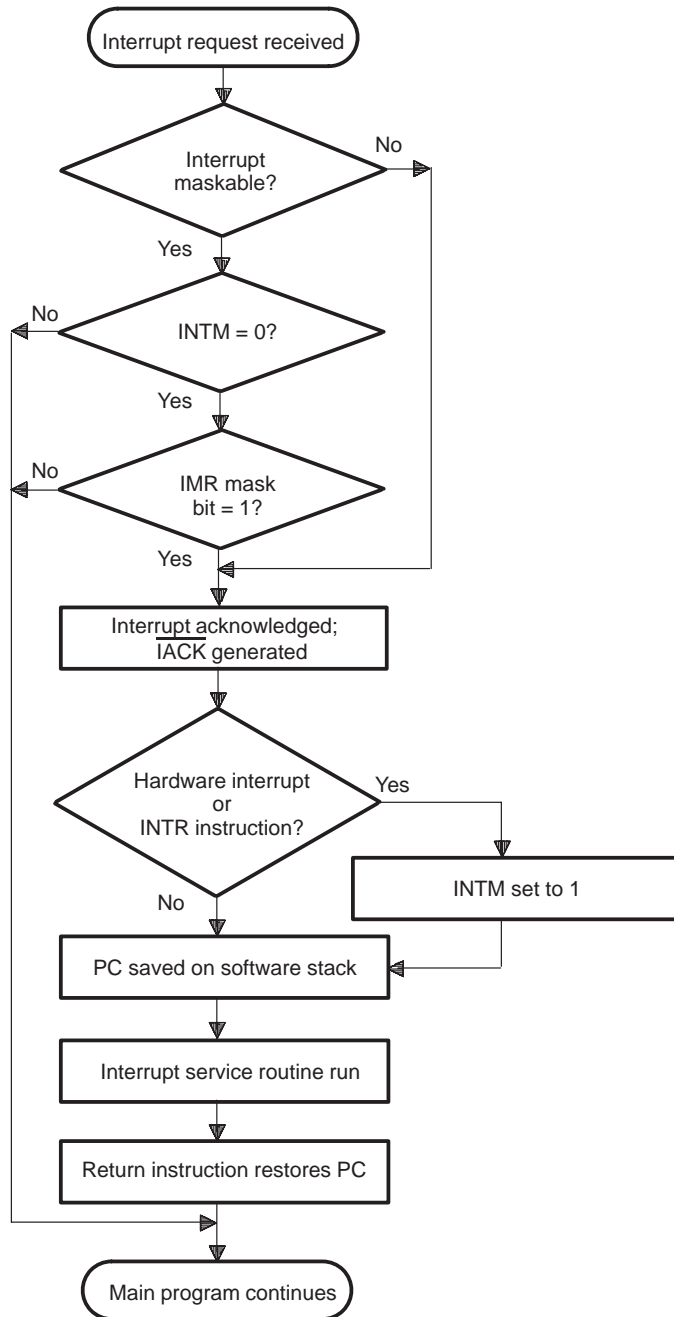 Interrupt request received
No
Interrupt
maskable?
Yes
No
INTM = 0?
Yes
No
IMR mask
bit = 1?
Yes
Interrupt acknowledged;
IACK generated
Hardware interrupt
or
INTR instruction?
Yes
INTM set to 1
No
PC saved on software stack
Interrupt service routine run
Return instruction restores PC
Main program continues